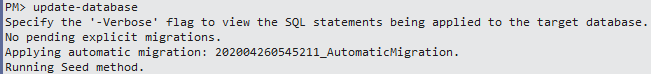 PM> update-database
Specify the '-Verbose' flag to view the SQL statements being applied to the target database.
No pending explicit migrations.
Applying automatic migration: 202004260545211_AutomaticMigration.
Running Seed method.